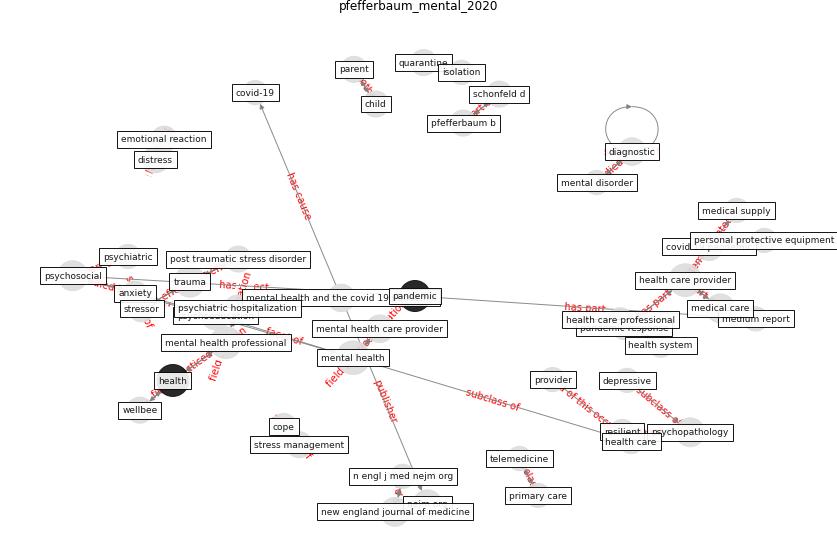 pfefferbaum_mental_2020
parent
quarantine
isolation
covid-19
child
schonfeld d
pfefferbaum b
emotional reaction
distress
diagnostic
mental disorder
has cause
medical supply
personal protective equipment
psychiatric
post traumatic stress disorder
psychosocial
trauma
health care provider
anxiety
mental health and the covid 19
pandemic
stressor
psychiatric hospitalization
has part
medical care
medium report
health care professional
pandemic response
mental health care provider
mental health professional
health system
mental health
field
field
health
provider
depressive
wellbee
publisher
subclass of
subclass
cope
resilient
psychopathology
stress management
health care
telemedicine
n engl j med nejm org
primary care
new england journal of medicine